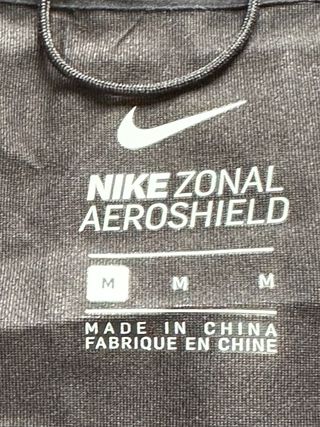 NIKE ZONAL
AEROSHIELD
M M M
MADE IN CHINA
FABRIQUE EN CHINE